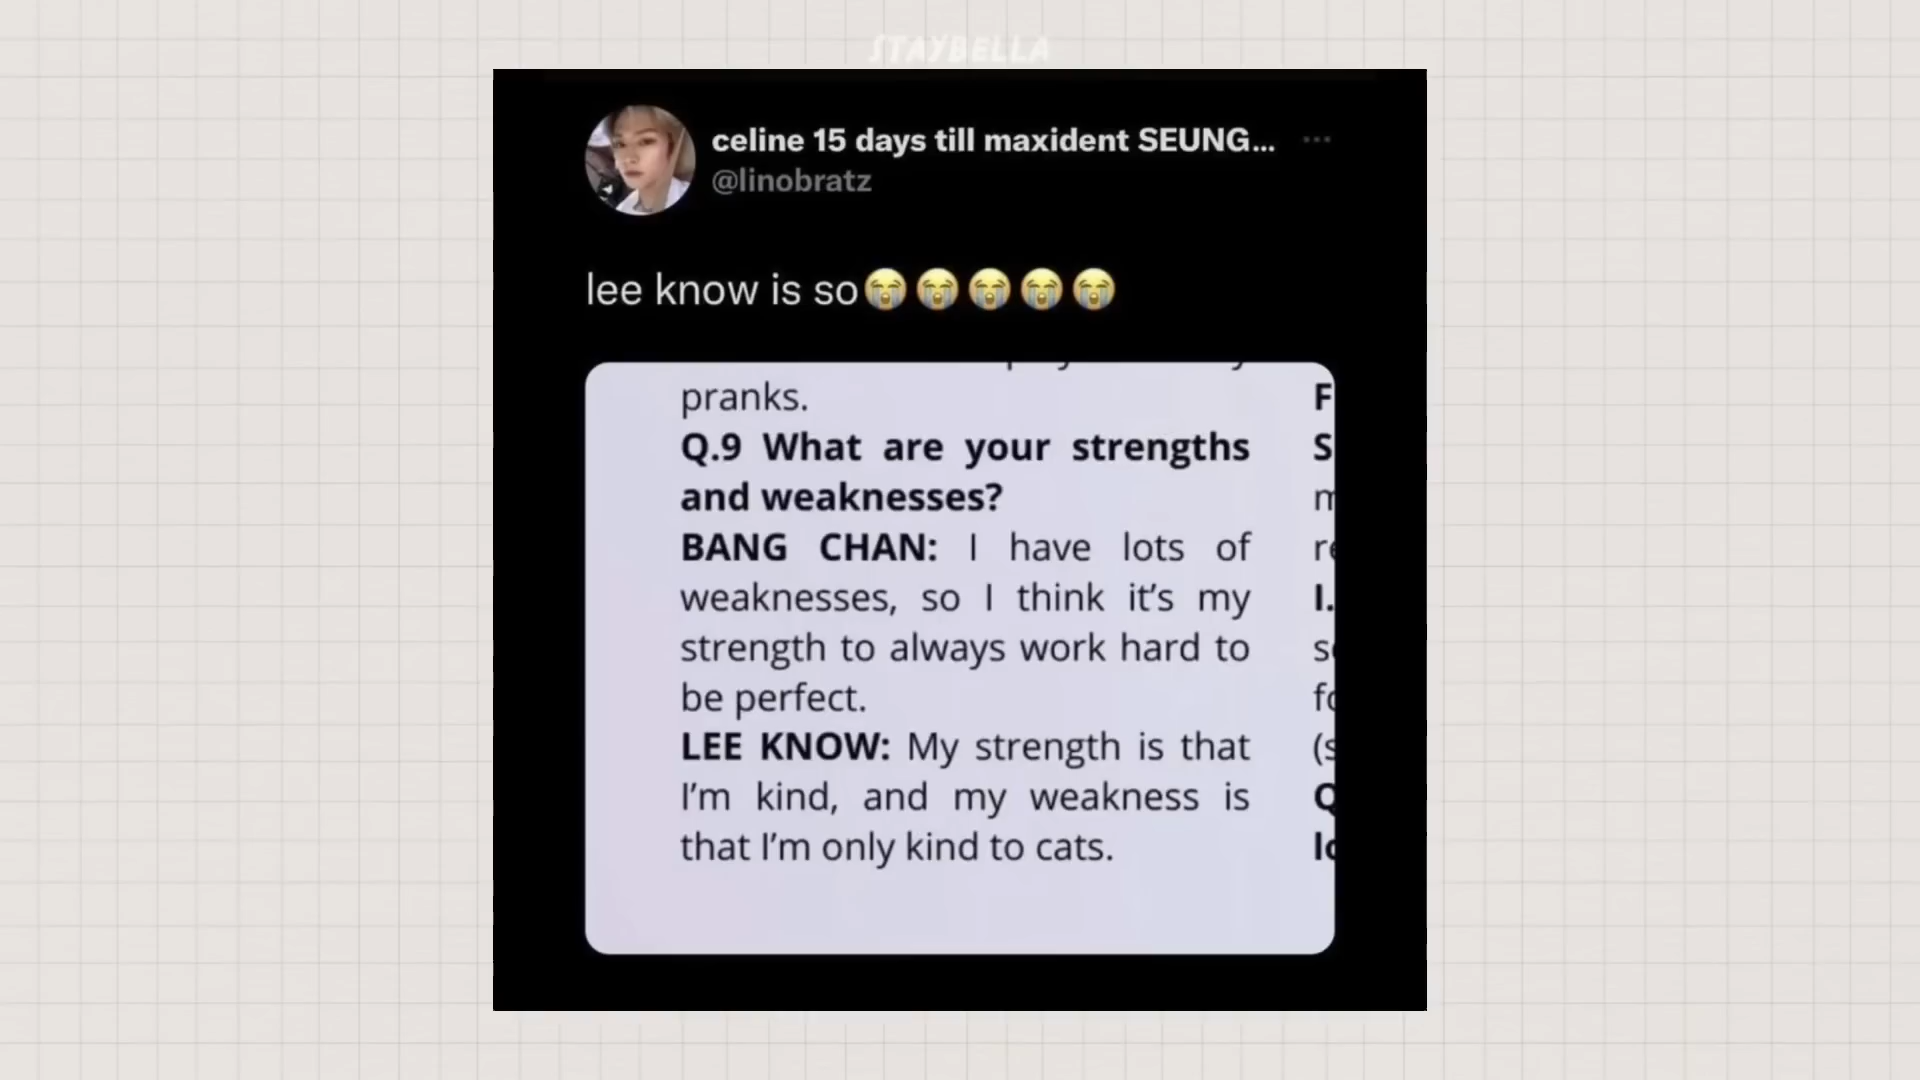 STAYBELLA
celine 15 days till maxident SEUNG...
@linobratz
lee know is so😭😭😭😭😭
pranks.
Q.9 What are your strengths
and weaknesses?
BANG CHAN: I have lots of
weaknesses, so I think it's my
strength to always work hard to
be perfect.
LEE KNOW: My strength is that
I'm kind, and my weakness is
that I'm only kind to cats.